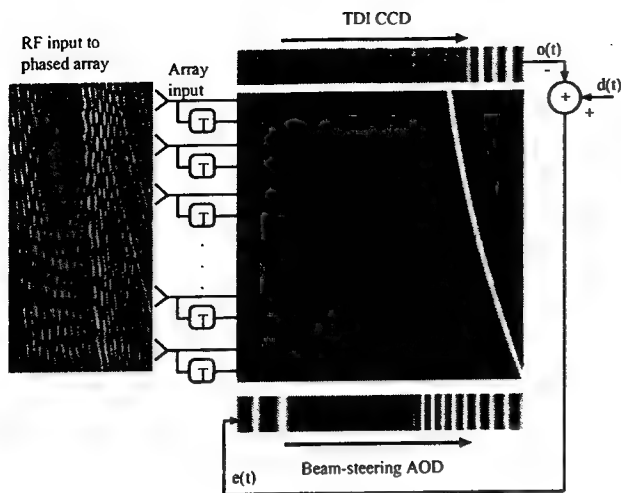 TDI CCD
RF input to
phased array
Array
input
o(t)
-
d(t)
+
+
T
T
T
T
T
e(t)
Beam-steering AOD